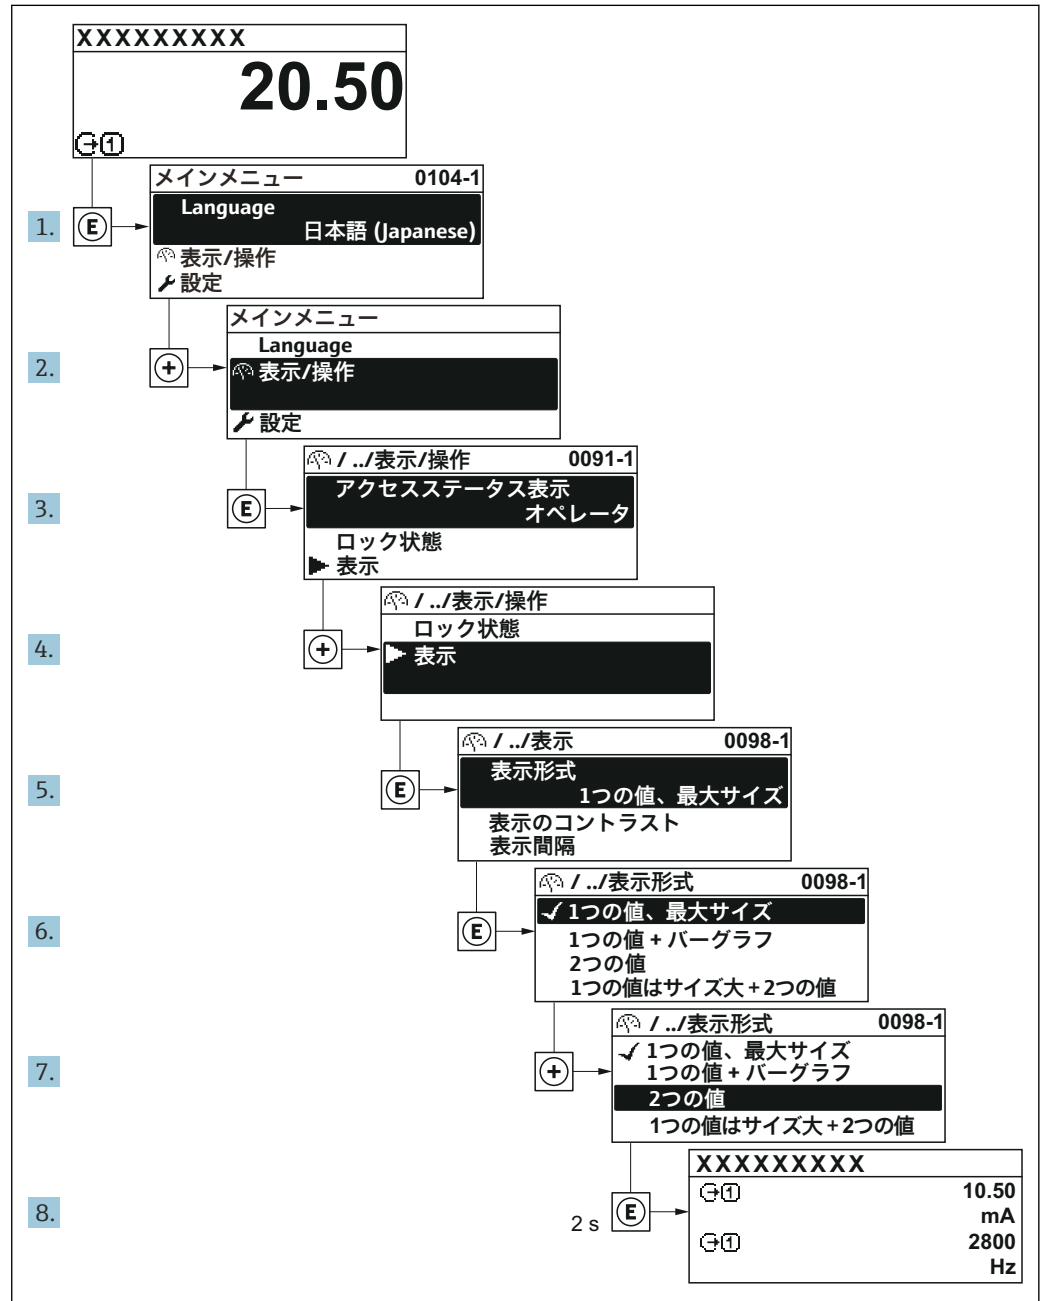 XXXXXXXXX
20.50
1
メインメニュー 0104-1
1. E Language
日本語 (Japanese)
表示/操作
設定
メインメニュー
Language
2. + 表示/操作
設定
/ ../表示/操作 0091-1
3. E アクセスステータス表示
オペレータ
ロック状態
表示
/ ../表示/操作
ロック状態
4. + 表示
/ ../表示 0098-1
5. E 表示形式
1つの値、最大サイズ
表示のコントラスト
表示間隔
/ ../表示形式 0098-1
6. E 1つの値、最大サイズ
1つの値 + バーグラフ
2つの値
1つの値はサイズ大 + 2つの値
/ ../表示形式 0098-1
7. + 1つの値、最大サイズ
1つの値 + バーグラフ
2つの値
1つの値はサイズ大 + 2つの値
XXXXXXXXX
8. 2 s E 1 10.50
mA
1 2800
Hz